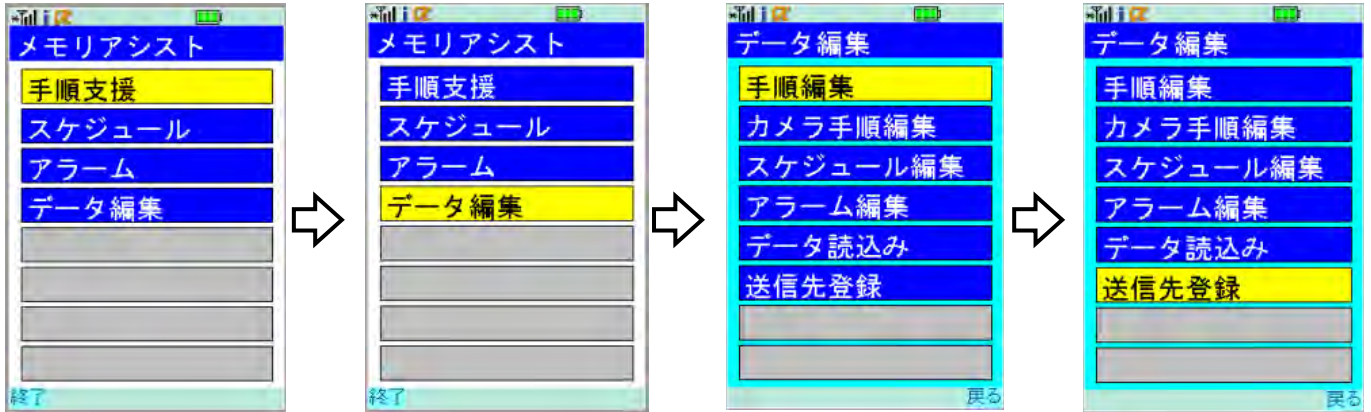 メモリアシスト
手順支援
スケジュール
アラーム
データ編集
終了
メモリアシスト
手順支援
スケジュール
アラーム
データ編集
終了
データ編集
手順編集
カメラ手順編集
スケジュール編集
アラーム編集
データ読込み
送信先登録
戻る
データ編集
手順編集
カメラ手順編集
スケジュール編集
アラーム編集
データ読込み
送信先登録
戻る